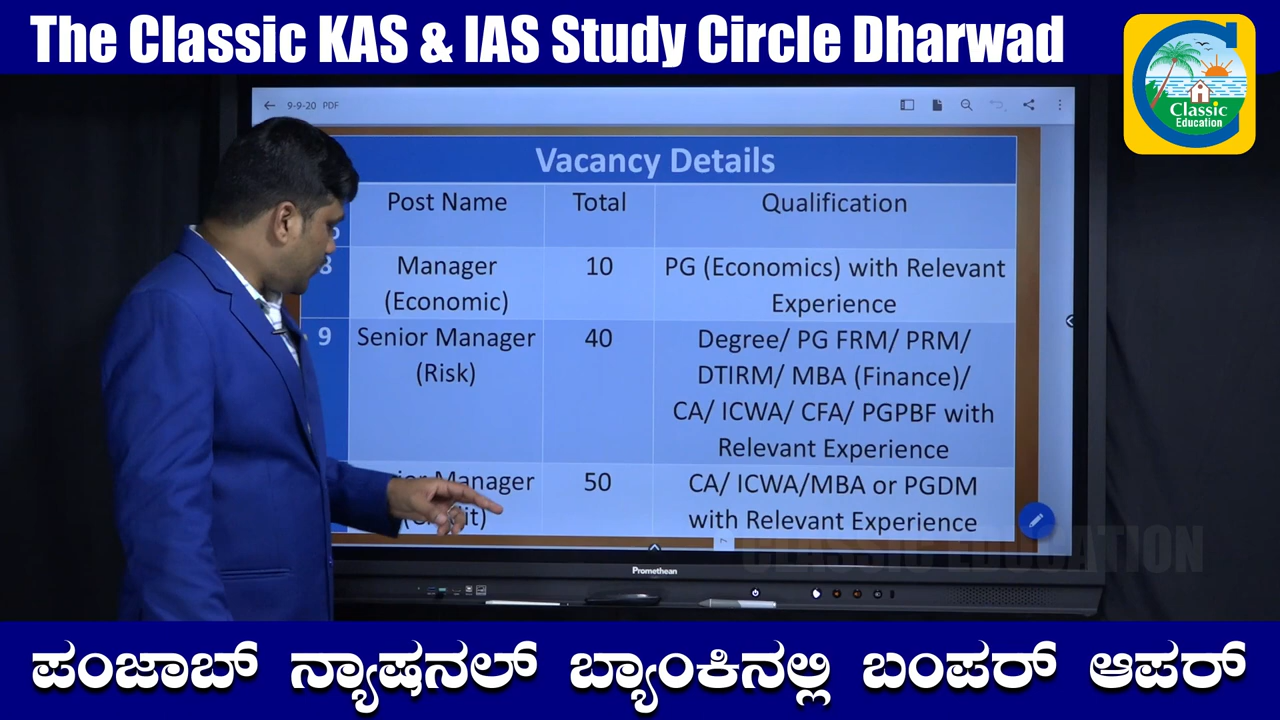 The Classic KAS & IAS Study Circle Dharwad
Classic
Education
9-9-20 PDF
Vacancy Details
Post Name Total Qualification
8 Manager 10 PG (Economics) with Relevant
(Economic) Experience
9 Senior Manager 40 Degree/ PG FRM/ PRM/
(Risk) DTIRM/ MBA (Finance)/
CA/ ICWA/ CFA/ PGPBF with
Relevant Experience
Manager 50 CA/ ICWA/MBA or PGDM
with Relevant Experience
7
CLASSIC EDUCATION
Promethean
ಪಂಜಾಬ್ ನ್ಯಾಷನಲ್ ಬ್ಯಾಂಕಿನಲ್ಲಿ ಬಂಪರ್ ಆಪರ್